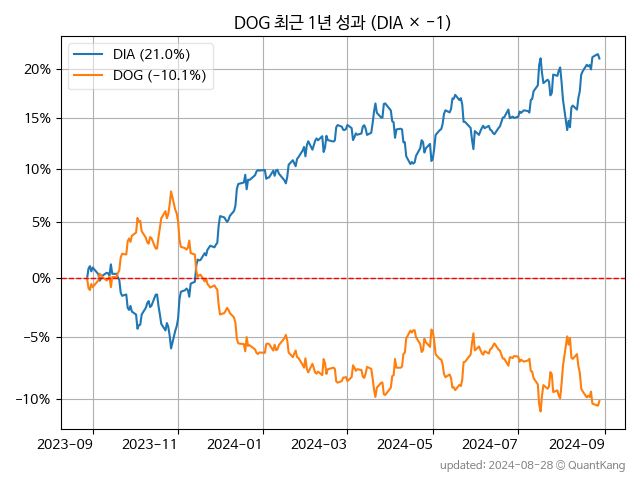 DOG 최근 1년 성과 (DIA × −1)
DIA (21.0%)
DOG (−10.1%)
20%
15%
10%
5%
0%
−5%
−10%
2023-09 2023-11 2024-01 2024-03 2024-05 2024-07 2024-09
updated: 2024-08-28 © QuantKang